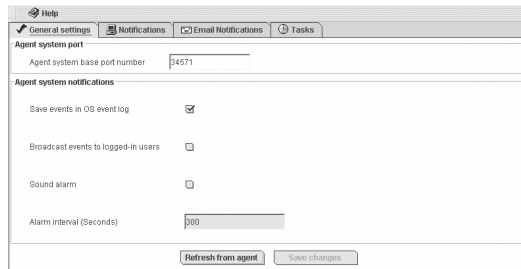 Help
General settings
Notifications
Email Notifications
Tasks
Agent system part
Agent system base port number
34571
Agent system notifications
Save events in OS event log
Broadcast events to logged-in users
Sound alarm
Alarm interval (Seconds)
300
Refresh from agent
Save changes